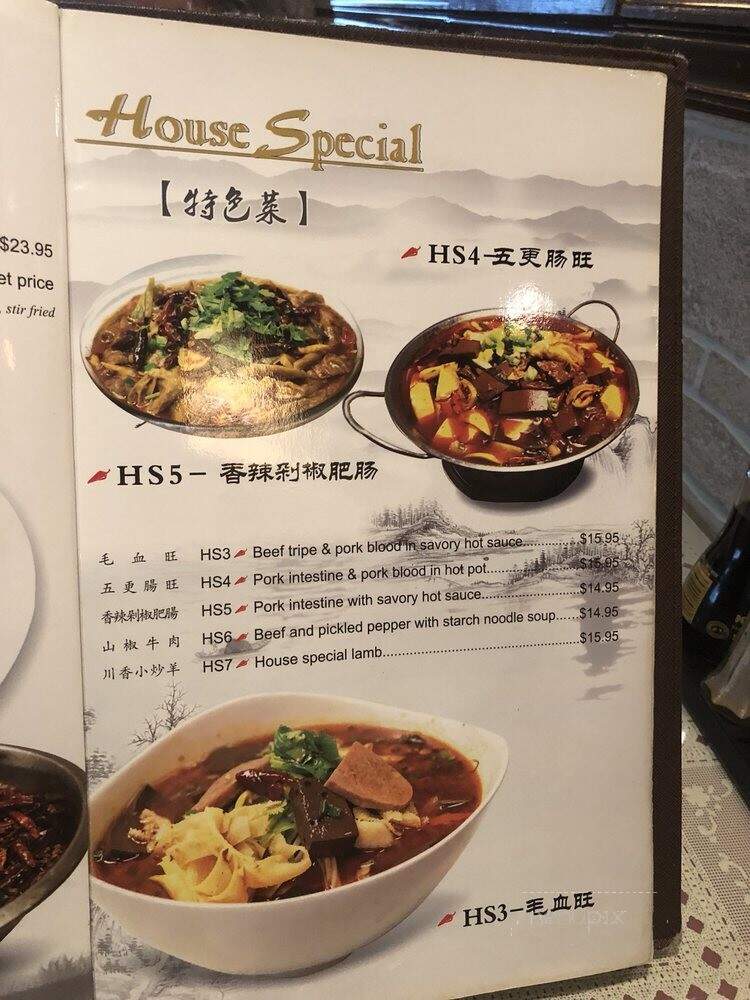 $23.95
et price
, stir fried
House Special
【特色菜】
HS4-五更肠旺
HS5- 香辣剁椒肥肠
毛血旺 HS3 Beef tripe & pork blood in savory hot sauce............$15.95
五更腸旺 HS4 Pork intestine & pork blood in hot pot....................$15.95
香辣剁椒肥腸 HS5 Pork intestine with savory hot sauce.....................$14.95
山椒牛肉 HS6 Beef and pickled pepper with starch noodle soup.....$14.95
川香小炒羊 HS7 House special lamb.........................................$15.95
HS3-毛血旺